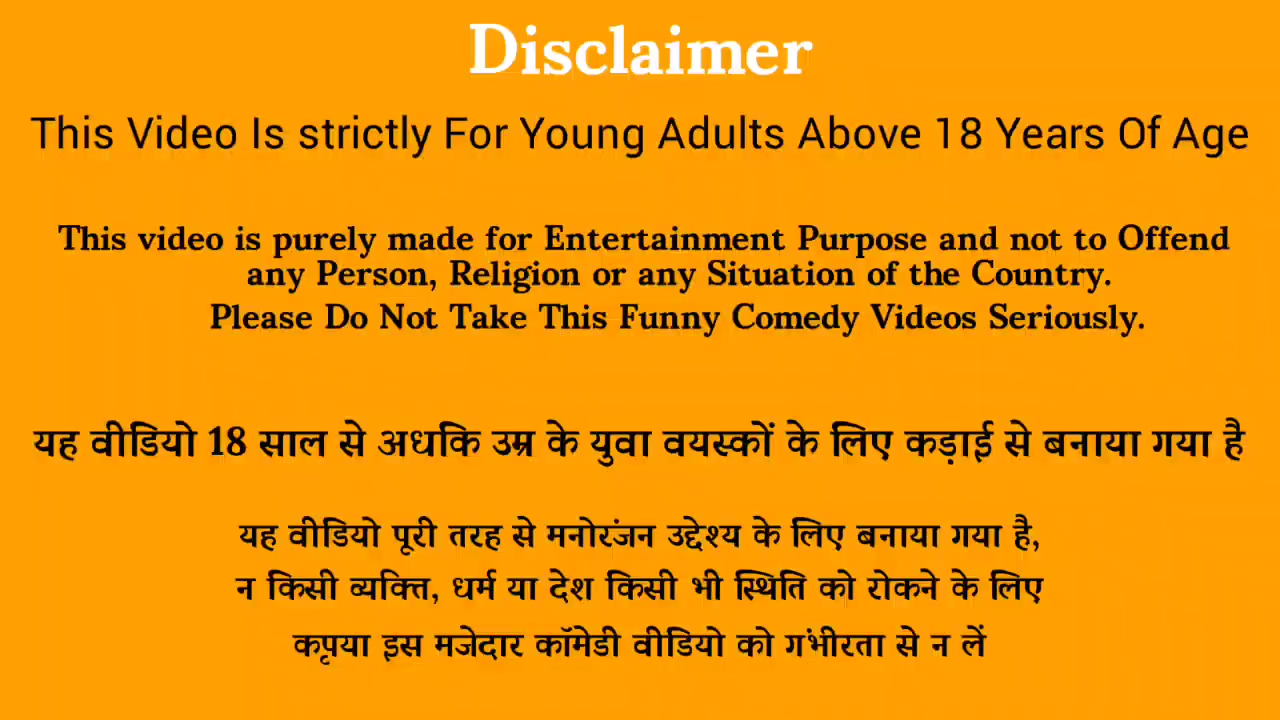 Disclaimer
This Video Is strictly For Young Adults Above 18 Years Of Age
This video is purely made for Entertainment Purpose and not to Offend
any Person, Religion or any Situation of the Country.
Please Do Not Take This Funny Comedy Videos Seriously.
यह वीडियो 18 साल से अधकि उम्र के युवा वयस्कों के लिए कड़ाई से बनाया गया है
यह वीडियो पूरी तरह से मनोरंजन उद्देश्य के लिए बनाया गया है,
न किसी व्यक्ति, धर्म या देश किसी भी स्थिति को रोकने के लिए
कपृया इस मजेदार कॉमेडी वीडियो को गंभीरता से न लें